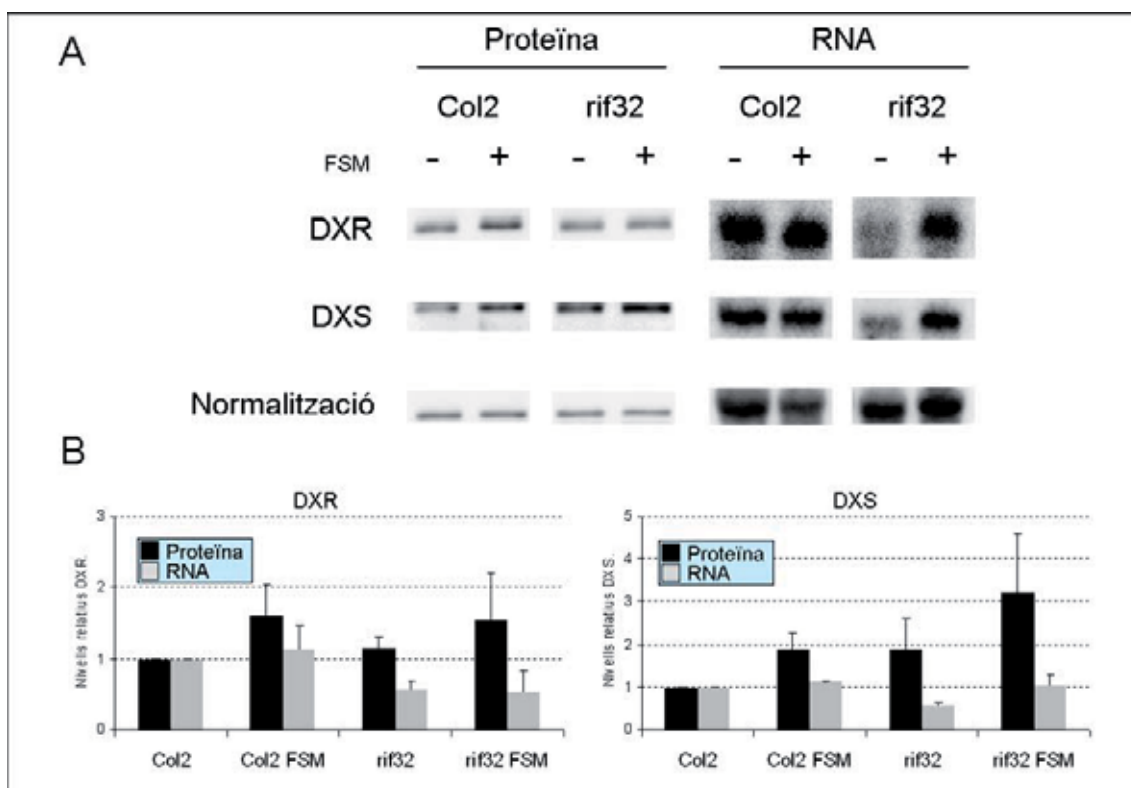 A
Proteïna RNA
Col2 rif32 Col2 rif32
FSM - + - + - + - +
DXR
DXS
Normalització
B
DXR
3
2
1
0
Nivells relatius DXR.
Proteïna
RNA
Col2 Col2 FSM rif32 rif32 FSM
DXS
5
4
3
2
1
0
Nivells relatius DXS.
Proteïna
RNA
Col2 Col2 FSM rif32 rif32 FSM